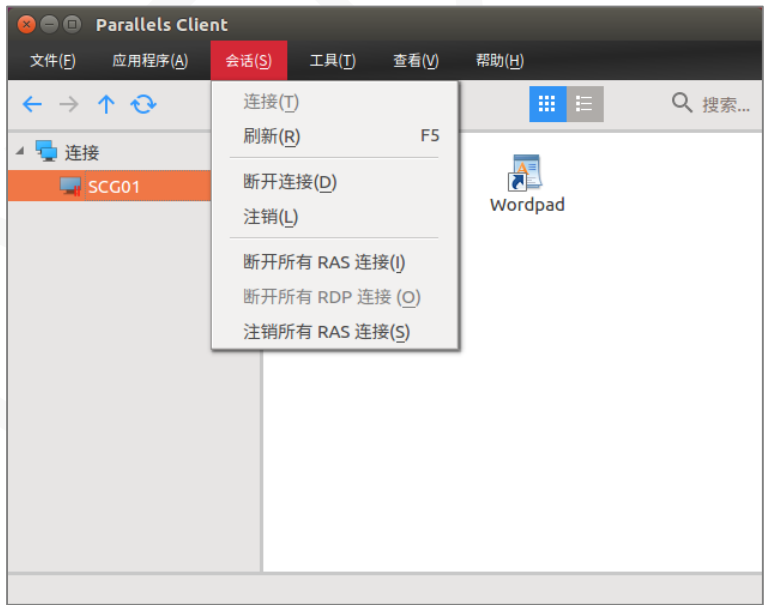 Parallels Client
文件(F) 应用程序(A) 会话(S) 工具(T) 查看(V) 帮助(H)
搜索...
连接
SCG01
连接(T)
刷新(R) F5
断开连接(D)
注销(L)
断开所有 RAS 连接(I)
断开所有 RDP 连接 (O)
注销所有 RAS 连接(S)
Wordpad